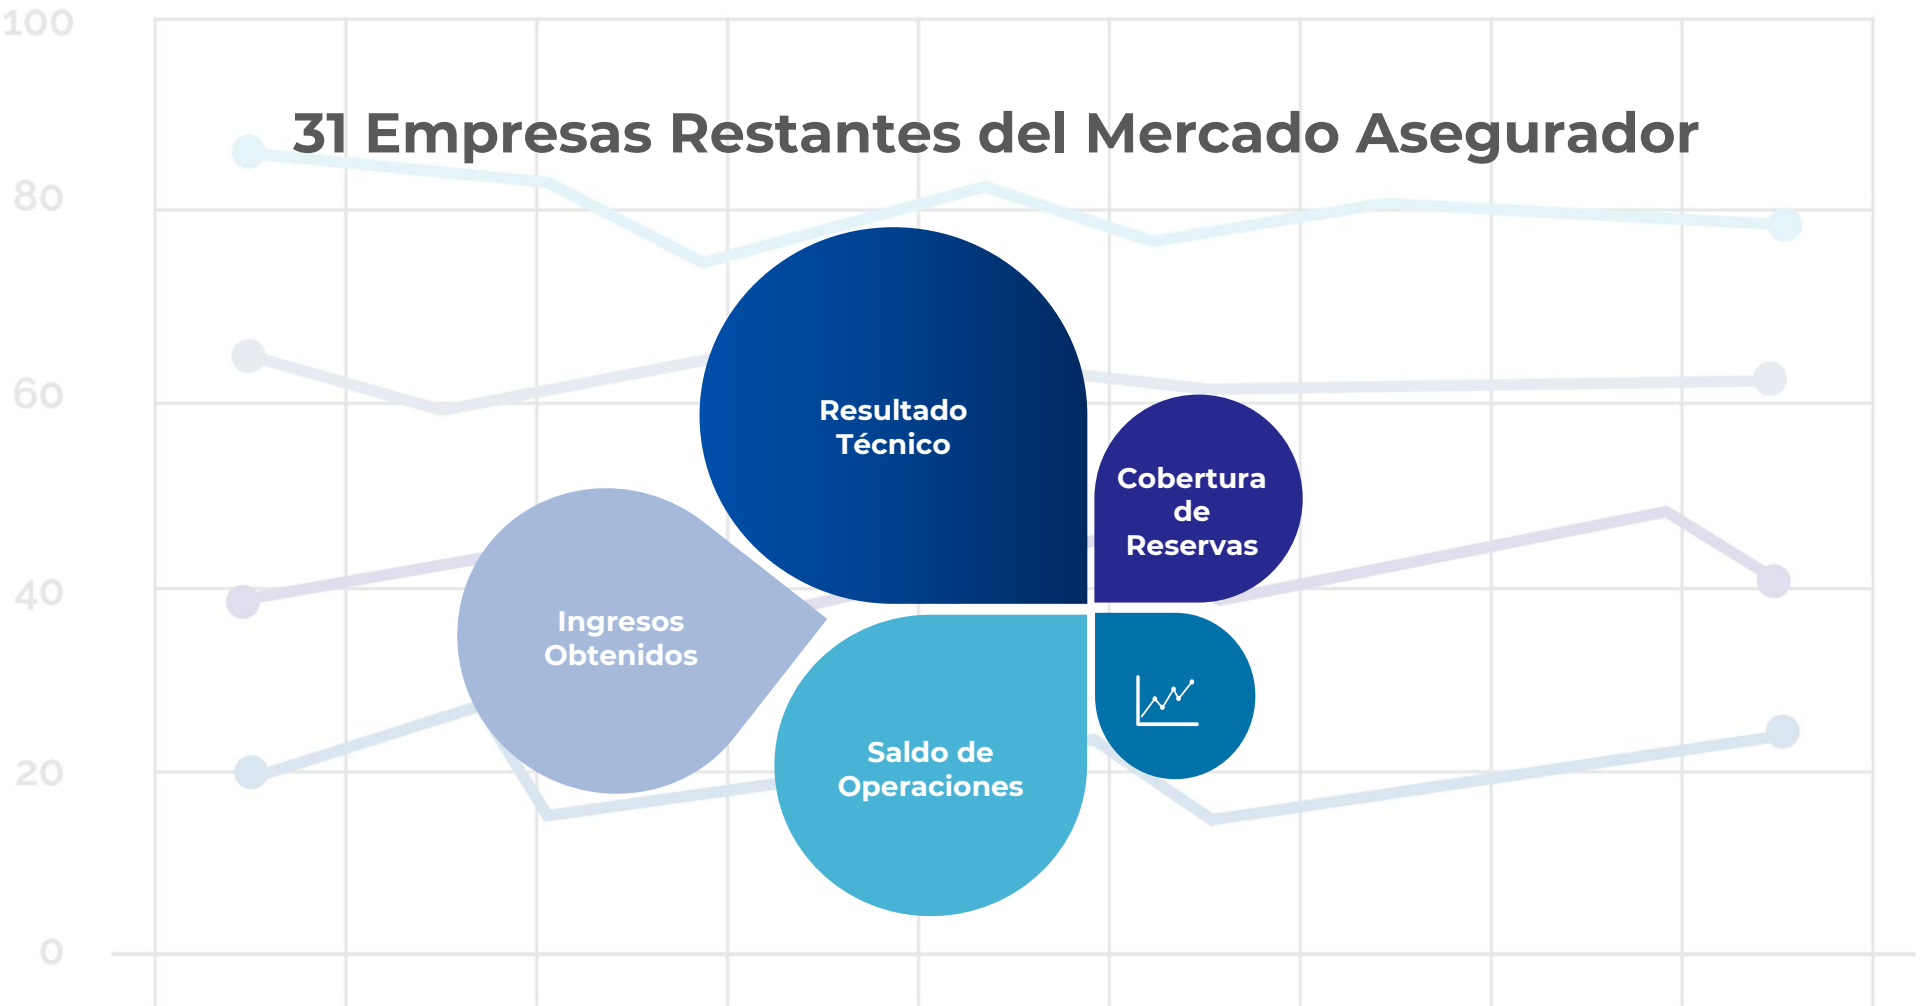 100
31 Empresas Restantes del Mercado Asegurador
80
60
Resultado
Técnico
Cobertura
de
Reservas
40
Ingresos
Obtenidos
20
Saldo de
Operaciones
0